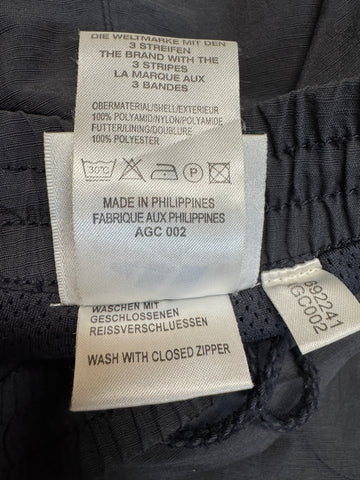 DIE WELTMARKE MIT DEN
3 STREIFEN
THE BRAND WITH THE
3 STRIPES
LA MARQUE AUX
3 BANDES
OBERMATERIAL/SHELL/EXTERIEUR
100% POLYAMID/NYLON/POLYAMIDE
FUTTER/LINING/DOUBLURE
100% POLYESTER
30°C
MADE IN PHILIPPINES
FABRIQUE AUX PHILIPPINES
AGC 002
WASCHEN MIT
GESCHLOSSENEN
REISSVERSCHLUESSEN
WASH WITH CLOSED ZIPPER
692241
AGC002